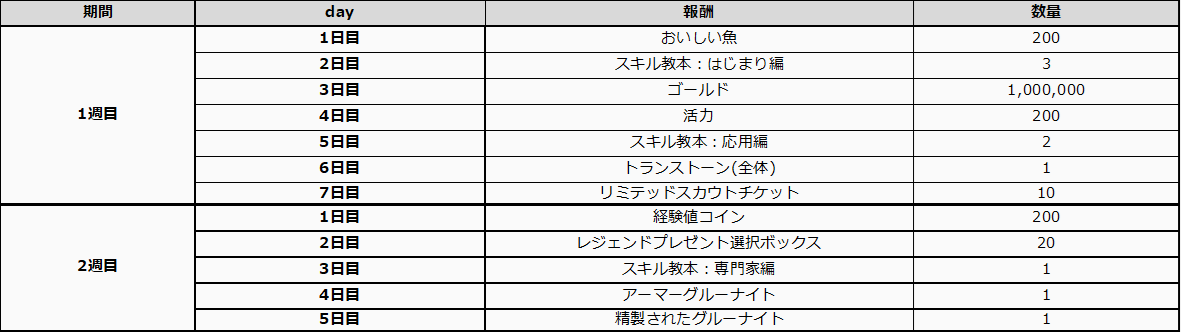 期間 day 報酬 数量
1週目
1日目 おいしい魚 200
2日目 スキル教本：はじまり編 3
3日目 ゴールド 1,000,000
4日目 活力 200
5日目 スキル教本：応用編 2
6日目 トランストーン(全体) 1
7日目 リミテッドスカウトチケット 10
2週目
1日目 経験値コイン 200
2日目 レジェンドプレゼント選択ボックス 20
3日目 スキル教本：専門家編 1
4日目 アーマーグルーナイト 1
5日目 精製されたグルーナイト 1